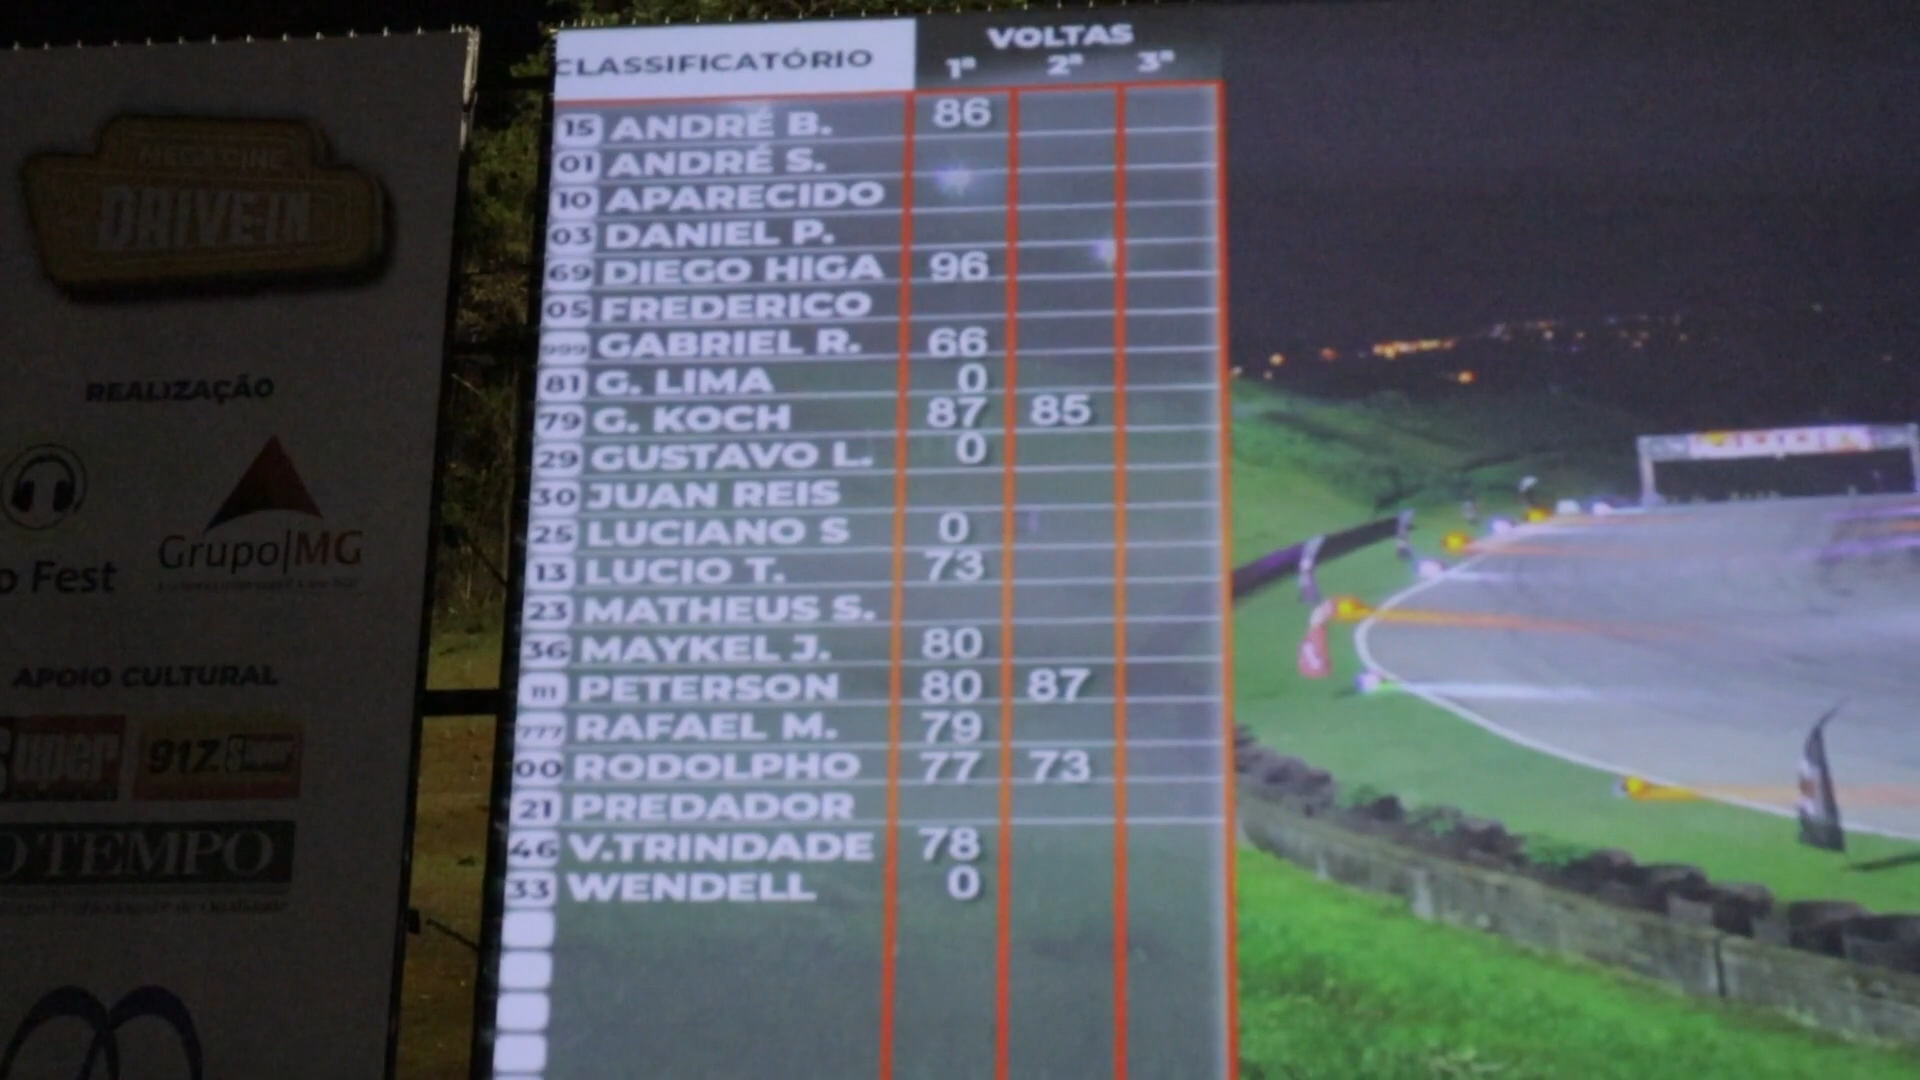 CLASSIFICATÓRIO
VOLTAS
1ª 2ª 3ª
15 ANDRÉ B. 86
01 ANDRÉ S.
10 APARECIDO
03 DANIEL P.
69 DIEGO HIGA 96
05 FREDERICO
999 GABRIEL R. 66
81 G. LIMA 0
79 G. KOCH 87 85
29 GUSTAVO L. 0
30 JUAN REIS
25 LUCIANO S 0
13 LUCIO T. 73
23 MATHEUS S.
36 MAYKEL J. 80
111 PETERSON 80 87
777 RAFAEL M. 79
00 RODOLPHO 77 73
21 PREDADOR
46 V.TRINDADE 78
33 WENDELL 0
DRIVE-IN
REALIZAÇÃO
o Fest
Grupo|MG
APOIO CULTURAL
Super
O TEMPO